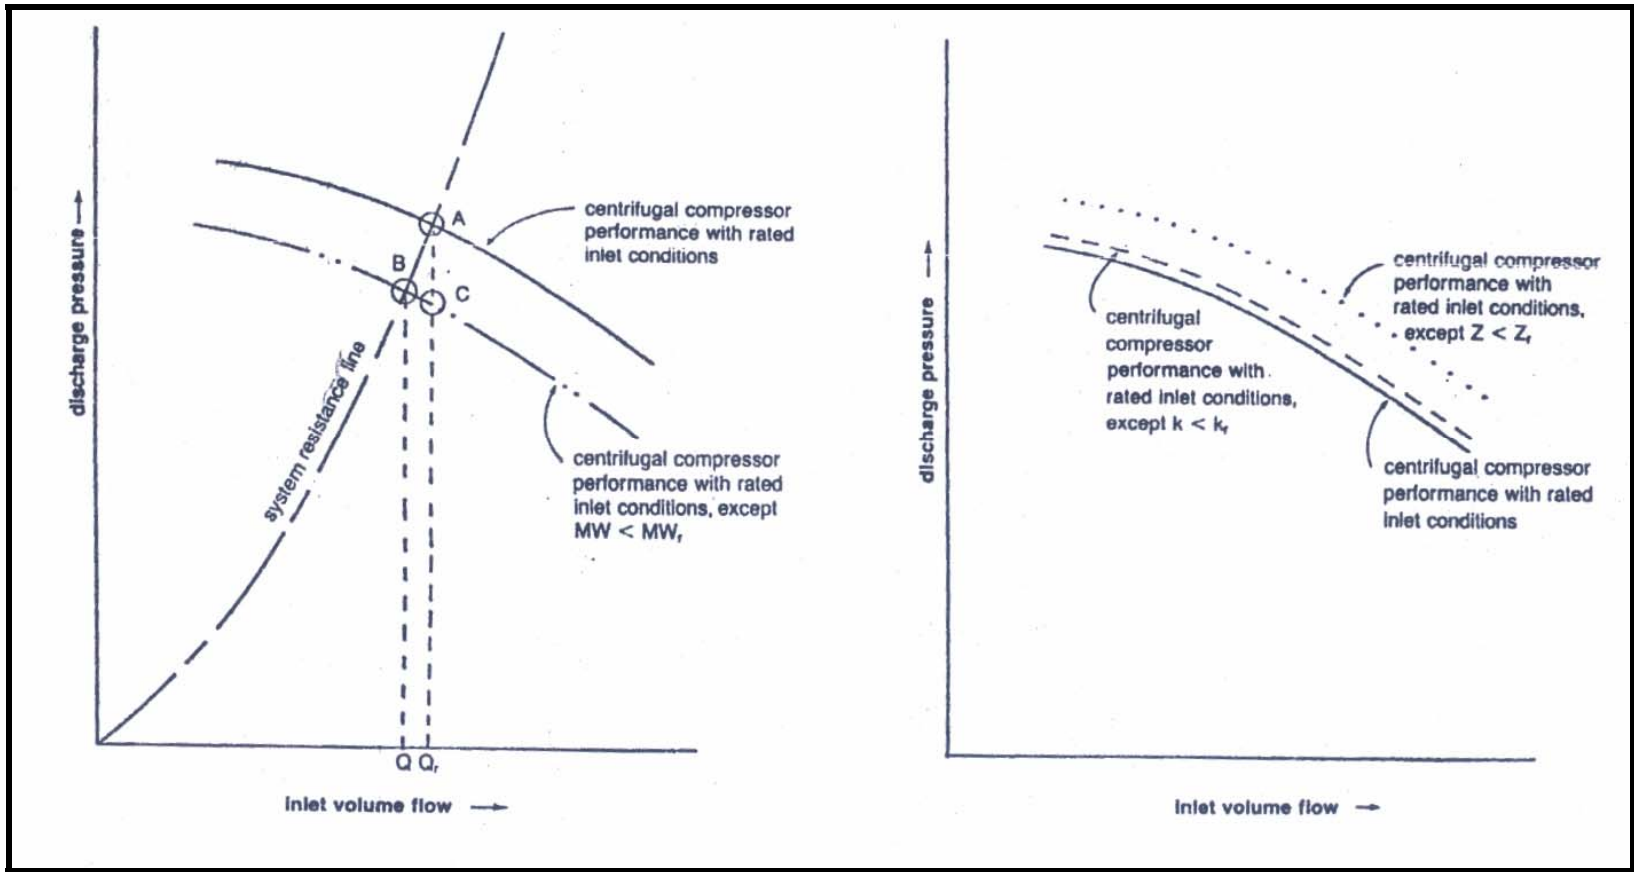 discharge pressure →
system resistance line
A
B
C
centrifugal compressor
performance with rated
inlet conditions
centrifugal compressor
performance with rated
inlet conditions, except
MW < MWr
Q Qr
inlet volume flow →
discharge pressure →
centrifugal
compressor
performance with
rated inlet conditions,
except k < kr
centrifugal compressor
performance with
rated inlet conditions,
except Z < Zr
centrifugal compressor
performance with rated
inlet conditions
inlet volume flow →